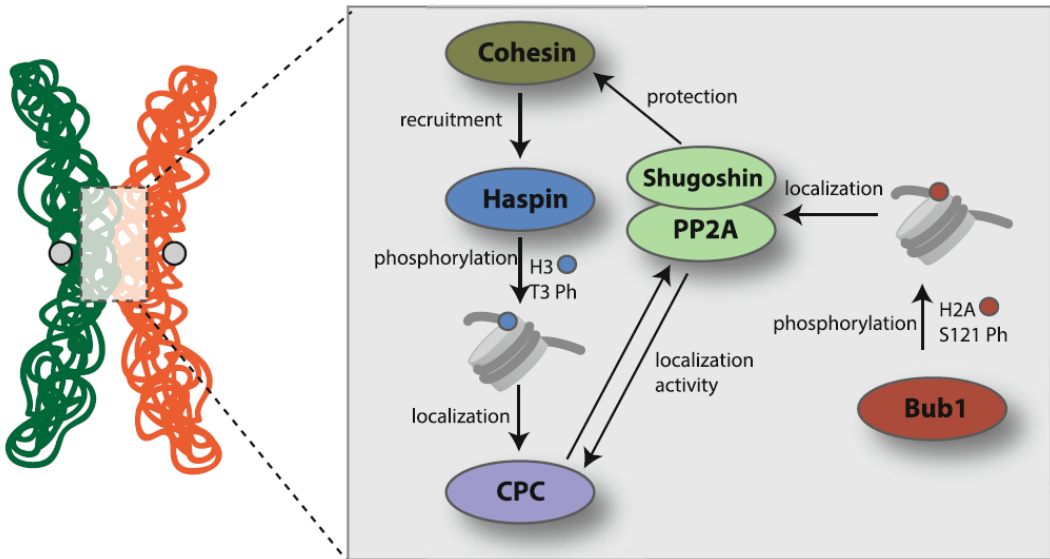 Cohesin
protection
recruitment
Shugoshin
localization
Haspin
PP2A
phosphorylation
H3
T3 Ph
H2A
phosphorylation
S121 Ph
localization
activity
localization
Bub1
CPC